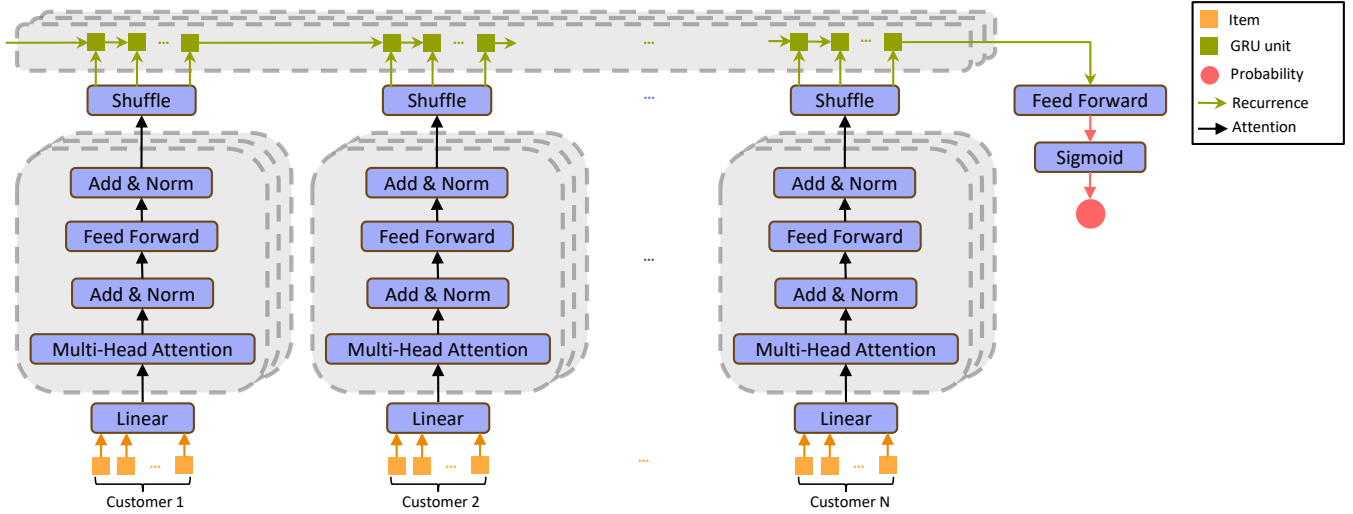 Item
GRU unit
Probability
Recurrence
Attention
... ... ... ...
Shuffle Shuffle ... Shuffle
Feed Forward
Sigmoid
Add & Norm Add & Norm Add & Norm
Feed Forward Feed Forward ... Feed Forward
Add & Norm Add & Norm Add & Norm
Multi-Head Attention Multi-Head Attention Multi-Head Attention
Linear Linear Linear
... ... ... ...
Customer 1 Customer 2 Customer N